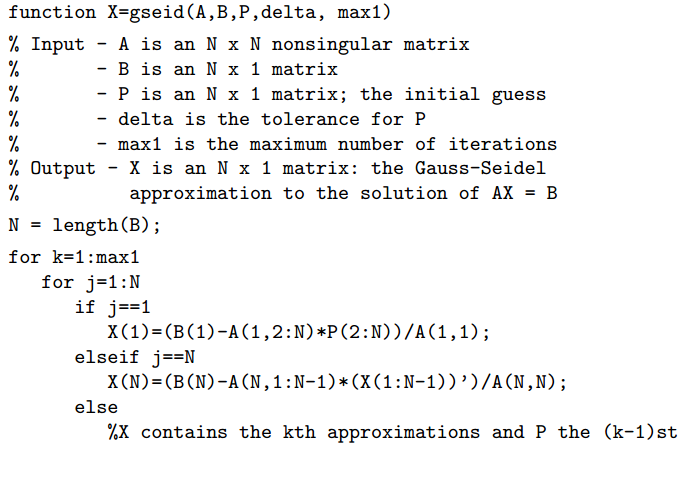 function X=gseid(A,B,P,delta, max1)
% Input - A is an N x N nonsingular matrix
% - B is an N x 1 matrix
% - P is an N x 1 matrix; the initial guess
% - delta is the tolerance for P
% - max1 is the maximum number of iterations
% Output - X is an N x 1 matrix: the Gauss-Seidel
% approximation to the solution of AX = B
N = length(B);
for k=1:max1
for j=1:N
if j==1
X(1)=(B(1)-A(1,2:N)*P(2:N))/A(1,1);
elseif j==N
X(N)=(B(N)-A(N,1:N-1)*(X(1:N-1))’)/A(N,N);
else
%X contains the kth approximations and P the (k-1)st